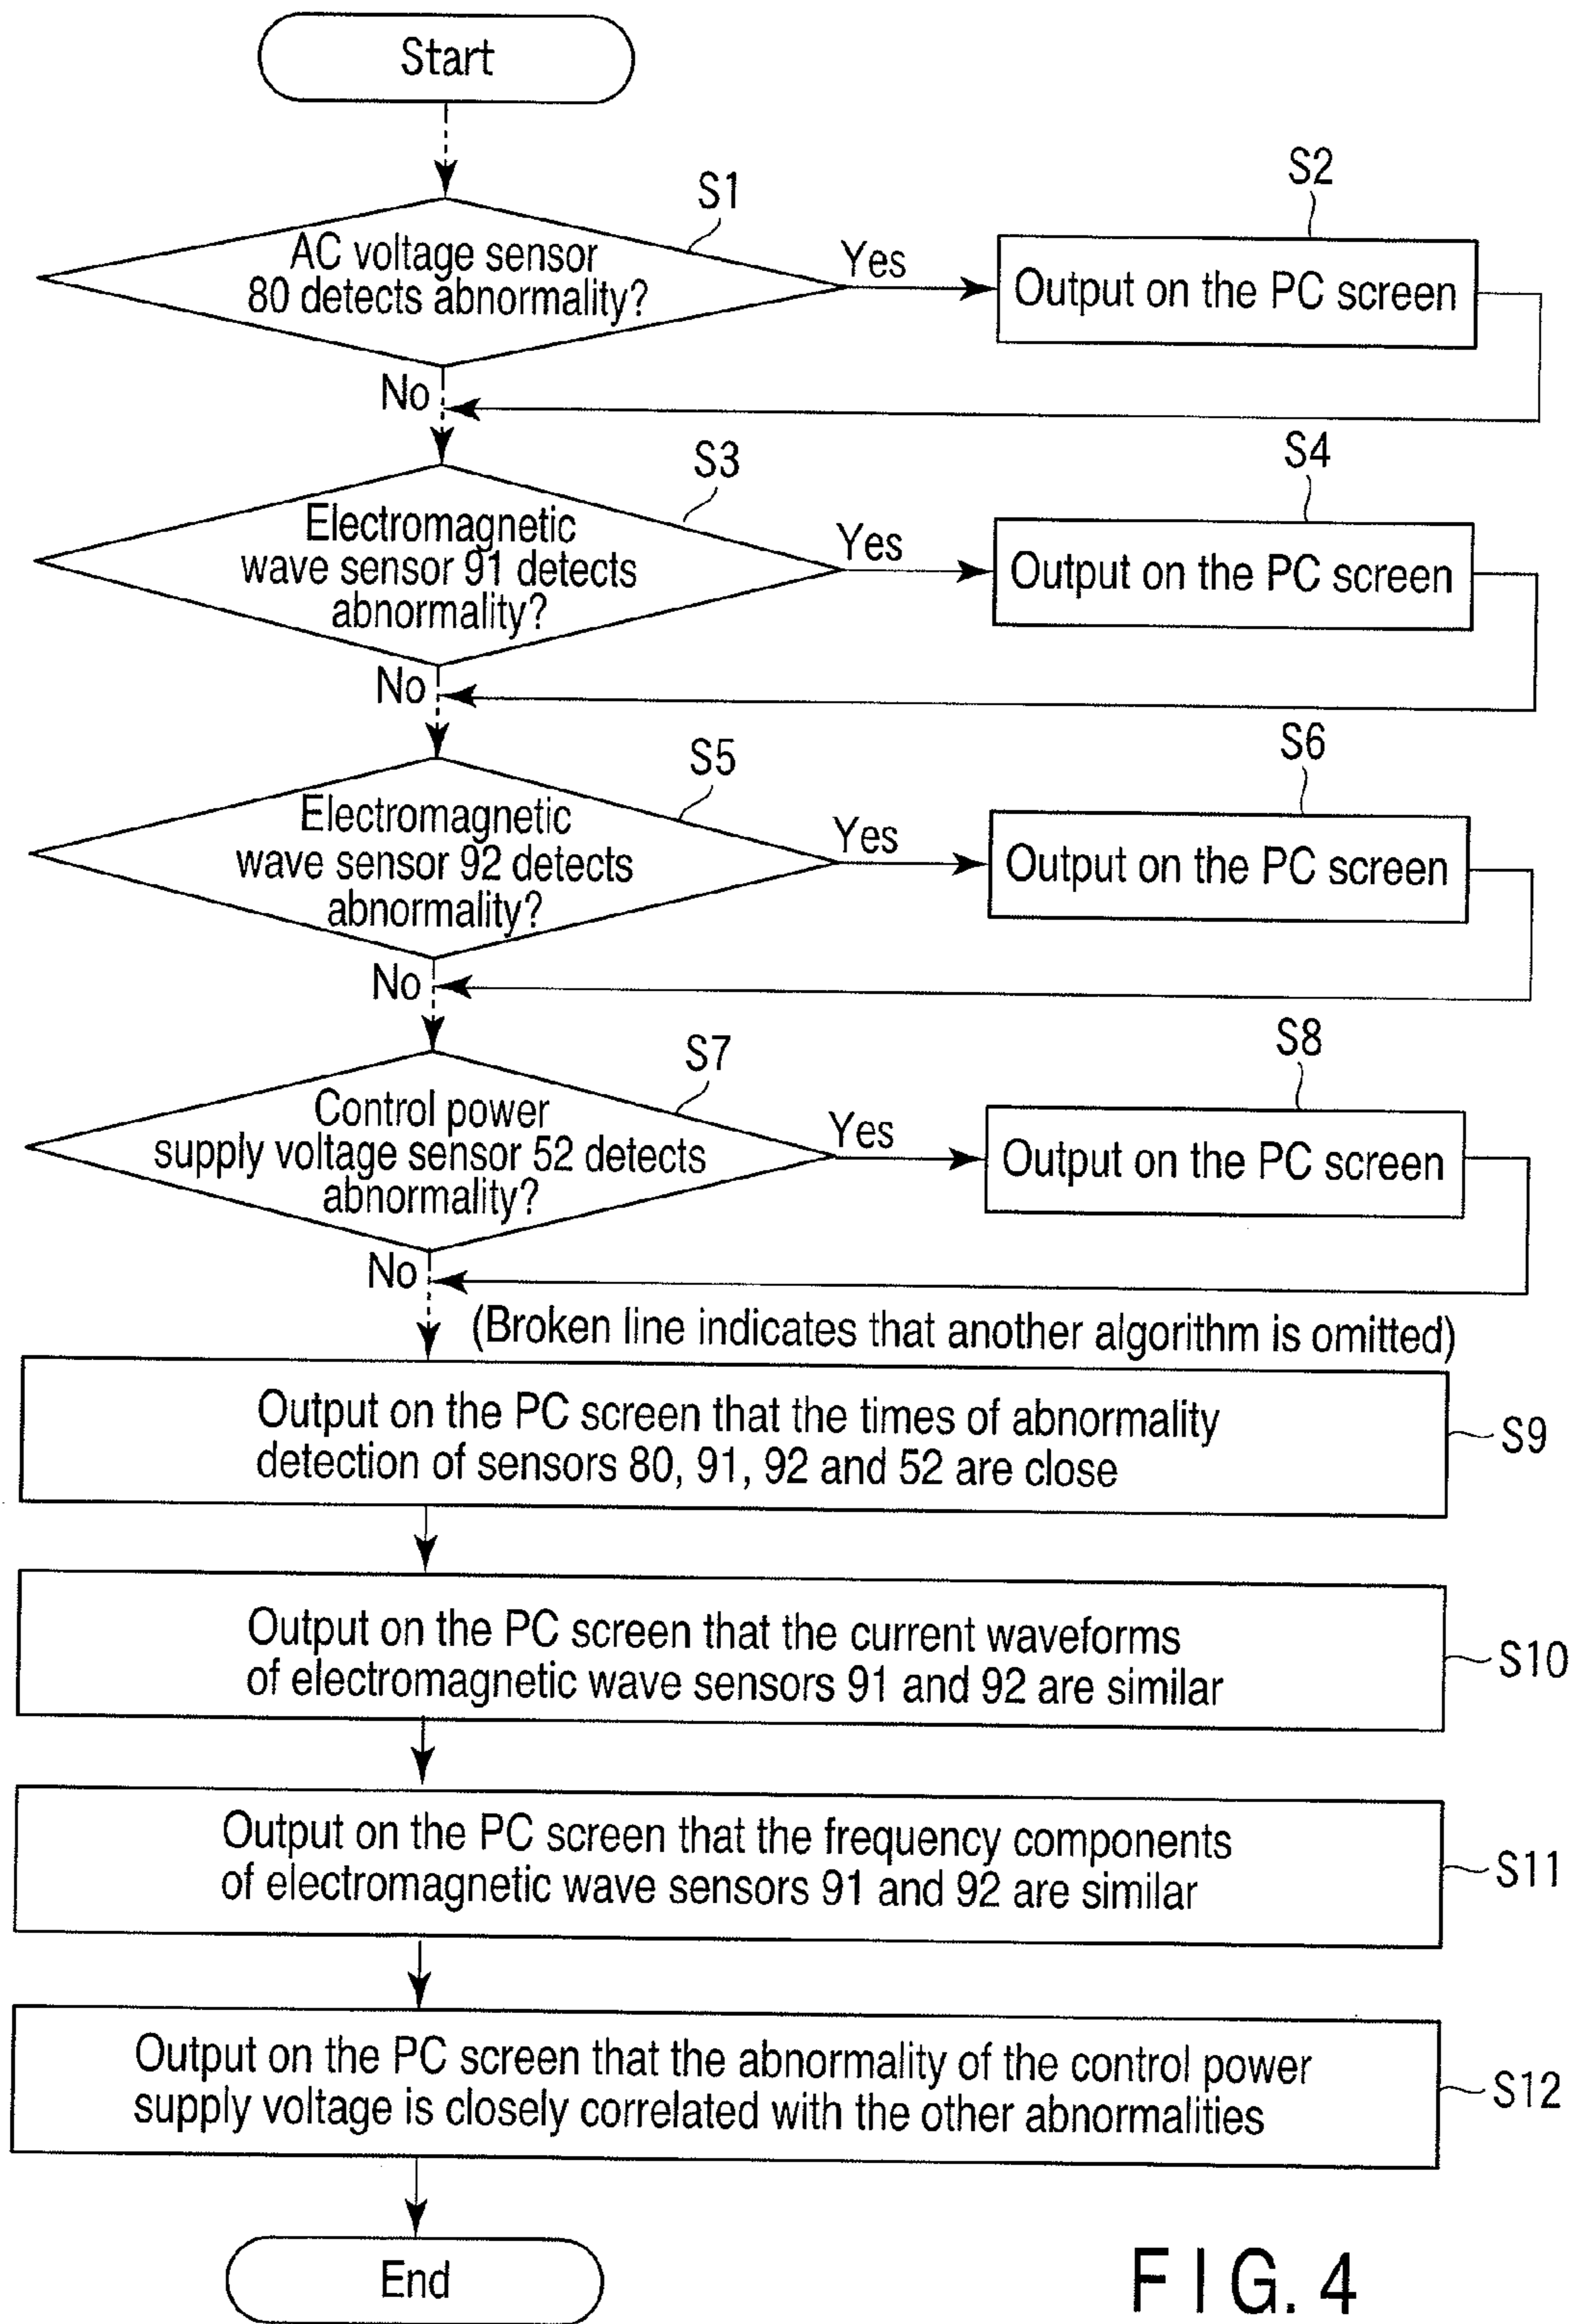 Start
S1
AC voltage sensor
80 detects abnormality?
Yes
S2
Output on the PC screen
No
S3
Electromagnetic
wave sensor 91 detects
abnormality?
Yes
S4
Output on the PC screen
No
S5
Electromagnetic
wave sensor 92 detects
abnormality?
Yes
S6
Output on the PC screen
No
S7
Control power
supply voltage sensor 52 detects
abnormality?
Yes
S8
Output on the PC screen
No
(Broken line indicates that another algorithm is omitted)
Output on the PC screen that the times of abnormality
detection of sensors 80, 91, 92 and 52 are close
S9
Output on the PC screen that the current waveforms
of electromagnetic wave sensors 91 and 92 are similar
S10
Output on the PC screen that the frequency components
of electromagnetic wave sensors 91 and 92 are similar
S11
Output on the PC screen that the abnormality of the control power
supply voltage is closely correlated with the other abnormalities
S12
End
FIG. 4